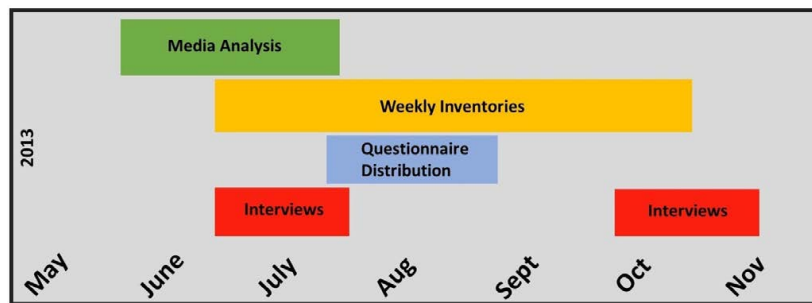 Media Analysis
Weekly Inventories
2013
Questionnaire
Distribution
Interviews
Interviews
May
June
July
Aug
Sept
Oct
Nov